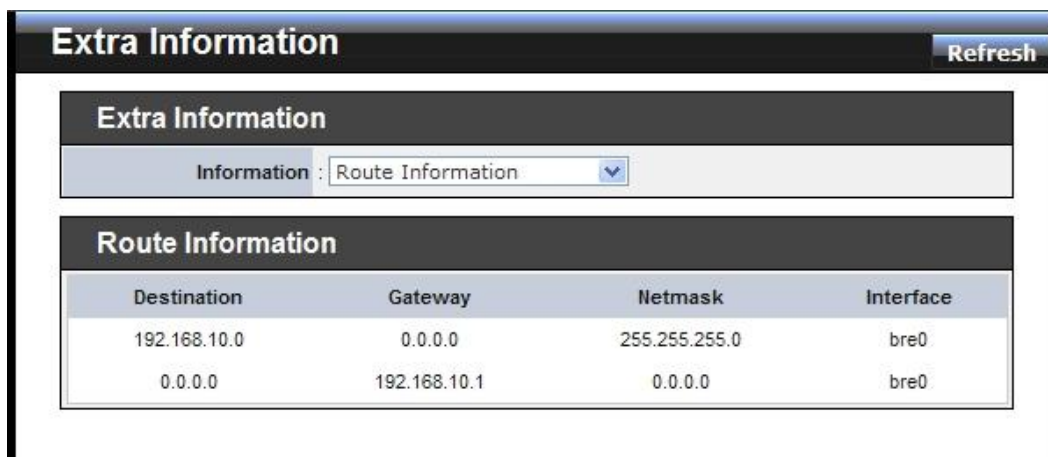 Extra Information
Refresh
Extra Information
Information : Route Information
Route Information
Destination Gateway Netmask Interface
192.168.10.0 0.0.0.0 255.255.255.0 bre0
0.0.0.0 192.168.10.1 0.0.0.0 bre0